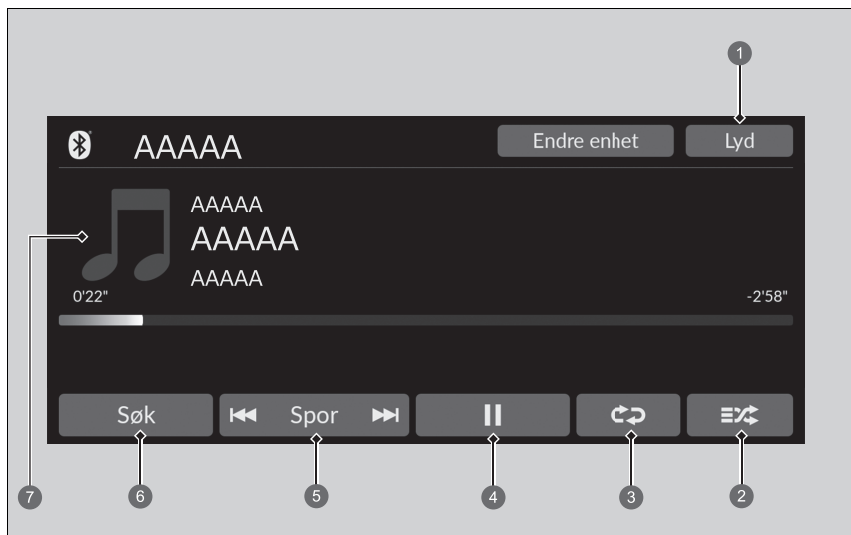 1
AAAAA
Endre enhet
Lyd
AAAAA
AAAAA
AAAAA
7
0'22"
-2'58"
Søk
Spor
6
5
4
3
2